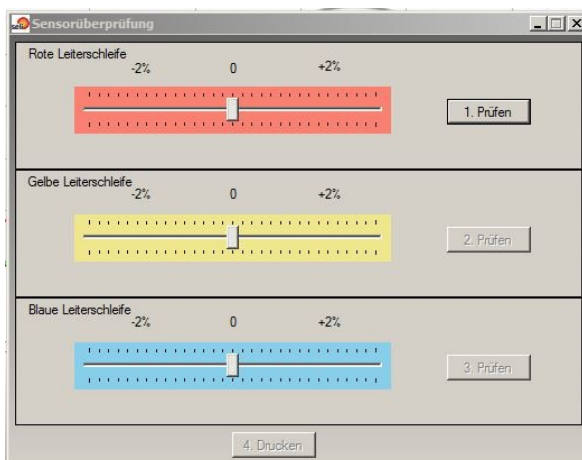 Sensorüberprüfung
Rote Leiterschleife
-2% 0 +2%
1. Prüfen
Gelbe Leiterschleife
-2% 0 +2%
2. Prüfen
Blaue Leiterschleife
-2% 0 +2%
3. Prüfen
4. Drucken